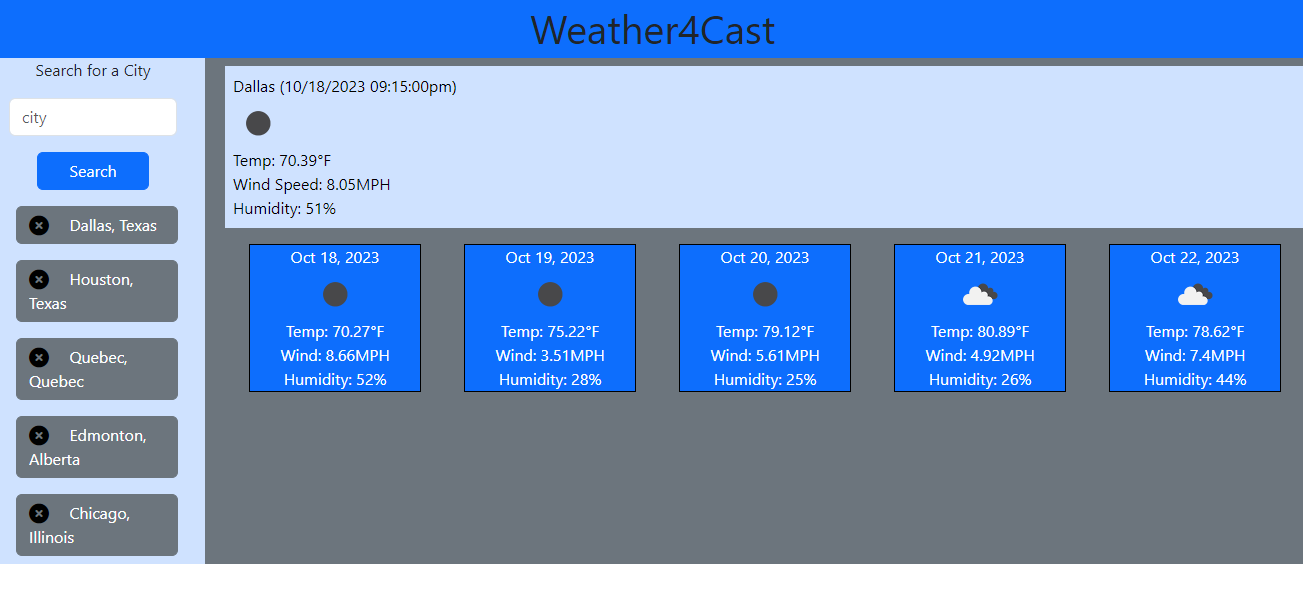 Weather4Cast
Search for a City
city
Search
Dallas, Texas
Houston,
Texas
Quebec,
Quebec
Edmonton,
Alberta
Chicago,
Illinois
Dallas (10/18/2023 09:15:00pm)
Temp: 70.39°F
Wind Speed: 8.05MPH
Humidity: 51%
Oct 18, 2023
Temp: 70.27°F
Wind: 8.66MPH
Humidity: 52%
Oct 19, 2023
Temp: 75.22°F
Wind: 3.51MPH
Humidity: 28%
Oct 20, 2023
Temp: 79.12°F
Wind: 5.61MPH
Humidity: 25%
Oct 21, 2023
Temp: 80.89°F
Wind: 4.92MPH
Humidity: 26%
Oct 22, 2023
Temp: 78.62°F
Wind: 7.4MPH
Humidity: 44%